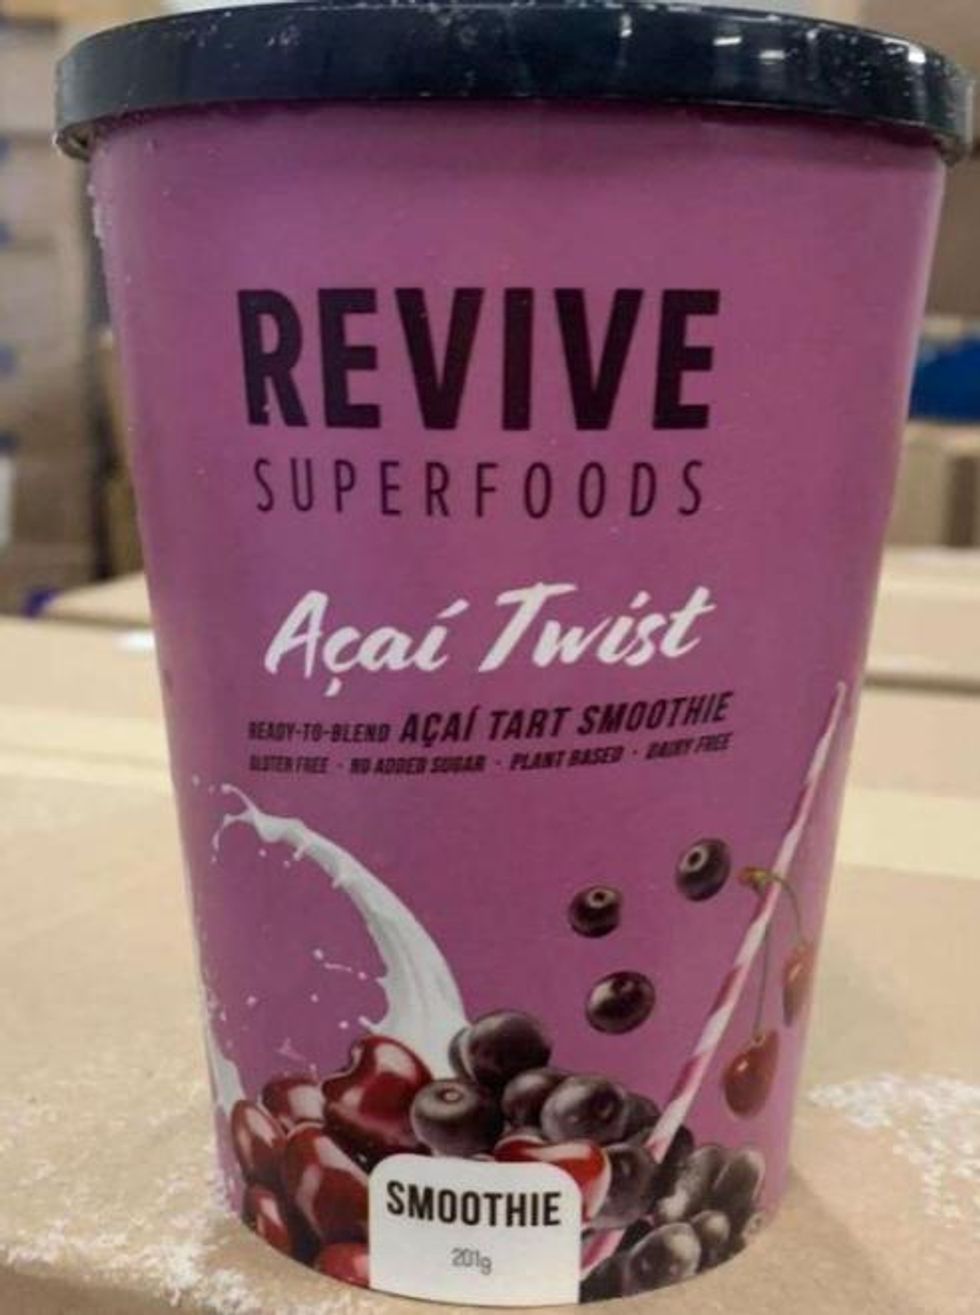 REVIVE
SUPERFOODS
Açaí Twist
READY-TO-BLEND AÇAÍ TART SMOOTHIE
GLUTEN FREE · NO ADDED SUGAR · PLANT BASED · DAIRY FREE
SMOOTHIE
201g